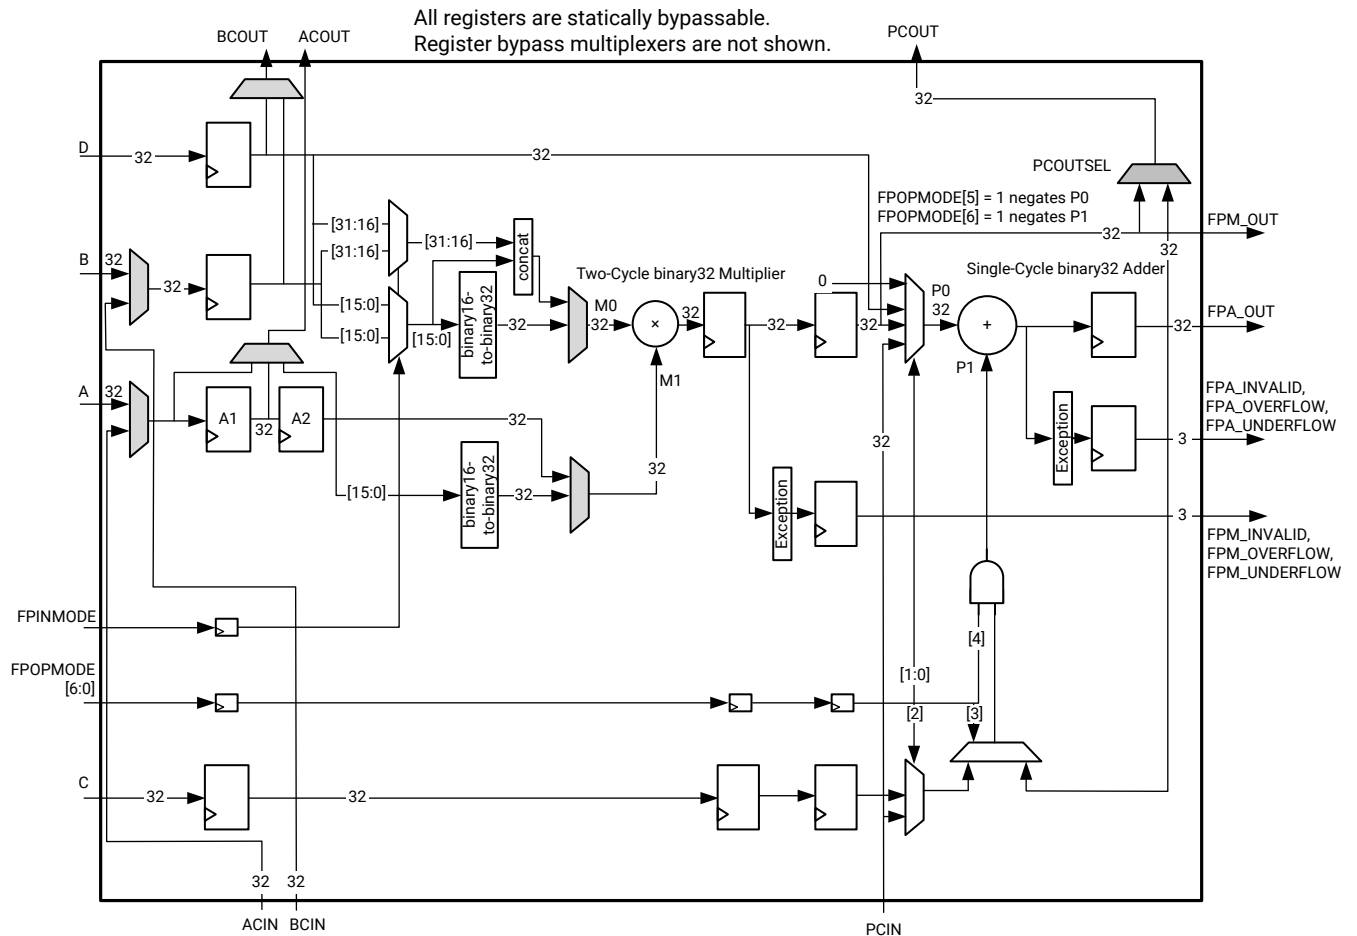 All registers are statically bypassable.
Register bypass multiplexers are not shown.
BCOUT
ACOUT
PCOUT
32
D
32
32
PCOUTSEL
FPOPMODE[5] = 1 negates P0
FPOPMODE[6] = 1 negates P1
[31:16]
[31:16]
[31:16]
concat
32
FPM_OUT
32
B
32
32
Two-Cycle binary32 Multiplier
Single-Cycle binary32 Adder
0
P0
32
[15:0]
[15:0]
[15:0]
binary16-
to-binary32
32
M0
32
×
32
32
32
+
32
FPA_OUT
M1
P1
A
32
A1
32
A2
32
FPA_INVALID,
FPA_OVERFLOW,
FPA_UNDERFLOW
Exception
3
32
[15:0]
binary16-
to-binary32
32
32
Exception
3
FPM_INVALID,
FPM_OVERFLOW,
FPM_UNDERFLOW
FPINMODE
[4]
FPOPMODE
[6:0]
[1:0]
[2]
[3]
C
32
32
32
32
ACIN
BCIN
PCIN